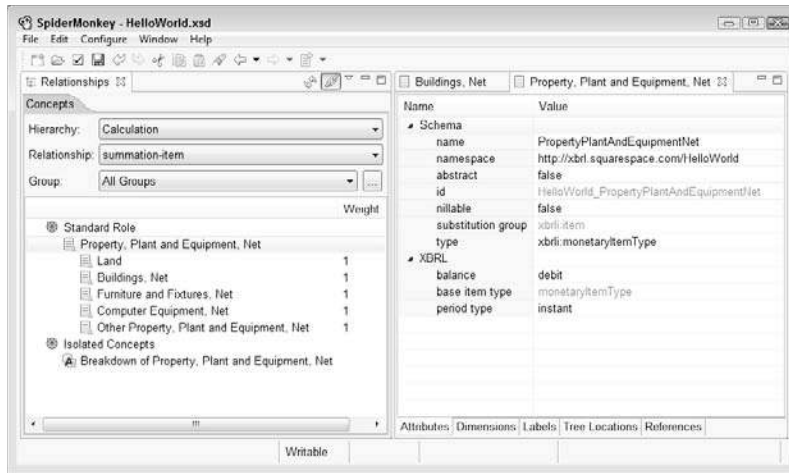 SpiderMonkey - HelloWorld.xsd
File Edit Configure Window Help
Relationships
Concepts
Hierarchy: Calculation
Relationship: summation-item
Group: All Groups ...
Weight
Standard Role
Property, Plant and Equipment, Net
Land 1
Buildings, Net 1
Furniture and Fixtures, Net 1
Computer Equipment, Net 1
Other Property, Plant and Equipment, Net 1
Isolated Concepts
A Breakdown of Property, Plant and Equipment, Net
Buildings, Net Property, Plant and Equipment, Net
Name Value
Schema
name PropertyPlantAndEquipmentNet
namespace http://xbrl.squarespace.com/HelloWorld
abstract false
id HelloWorld_PropertyPlantAndEquipmentNet
nillable false
substitution group xbrli:item
type xbrli:monetaryItemType
XBRL
balance debit
base item type monetaryItemType
period type instant
Attributes Dimensions Labels Tree Locations References
Writable